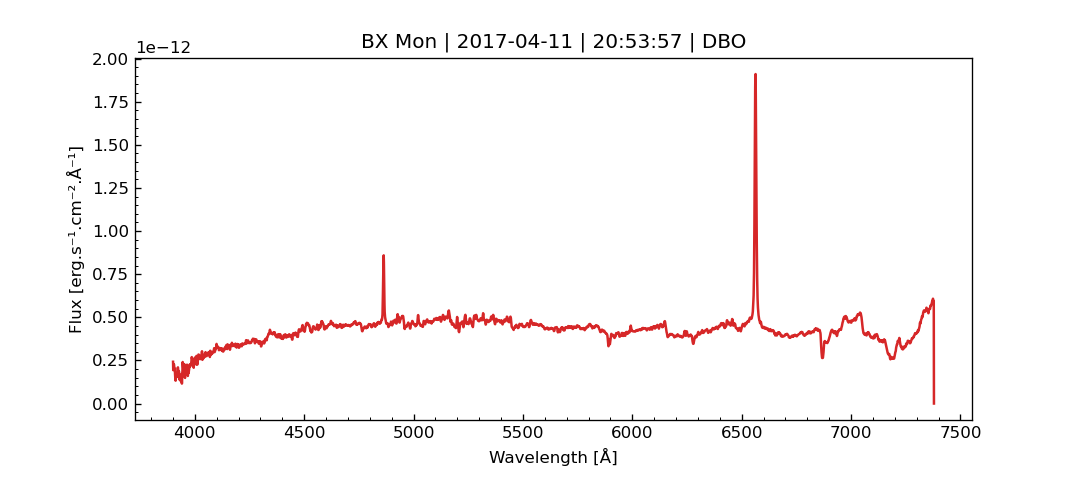 BX Mon | 2017-04-11 | 20:53:57 | DBO
1e−12
2.00
1.75
1.50
1.25
1.00
0.75
0.50
0.25
0.00
Flux [erg.s⁻¹.cm⁻².Å⁻¹]
4000 4500 5000 5500 6000 6500 7000 7500
Wavelength [Å]